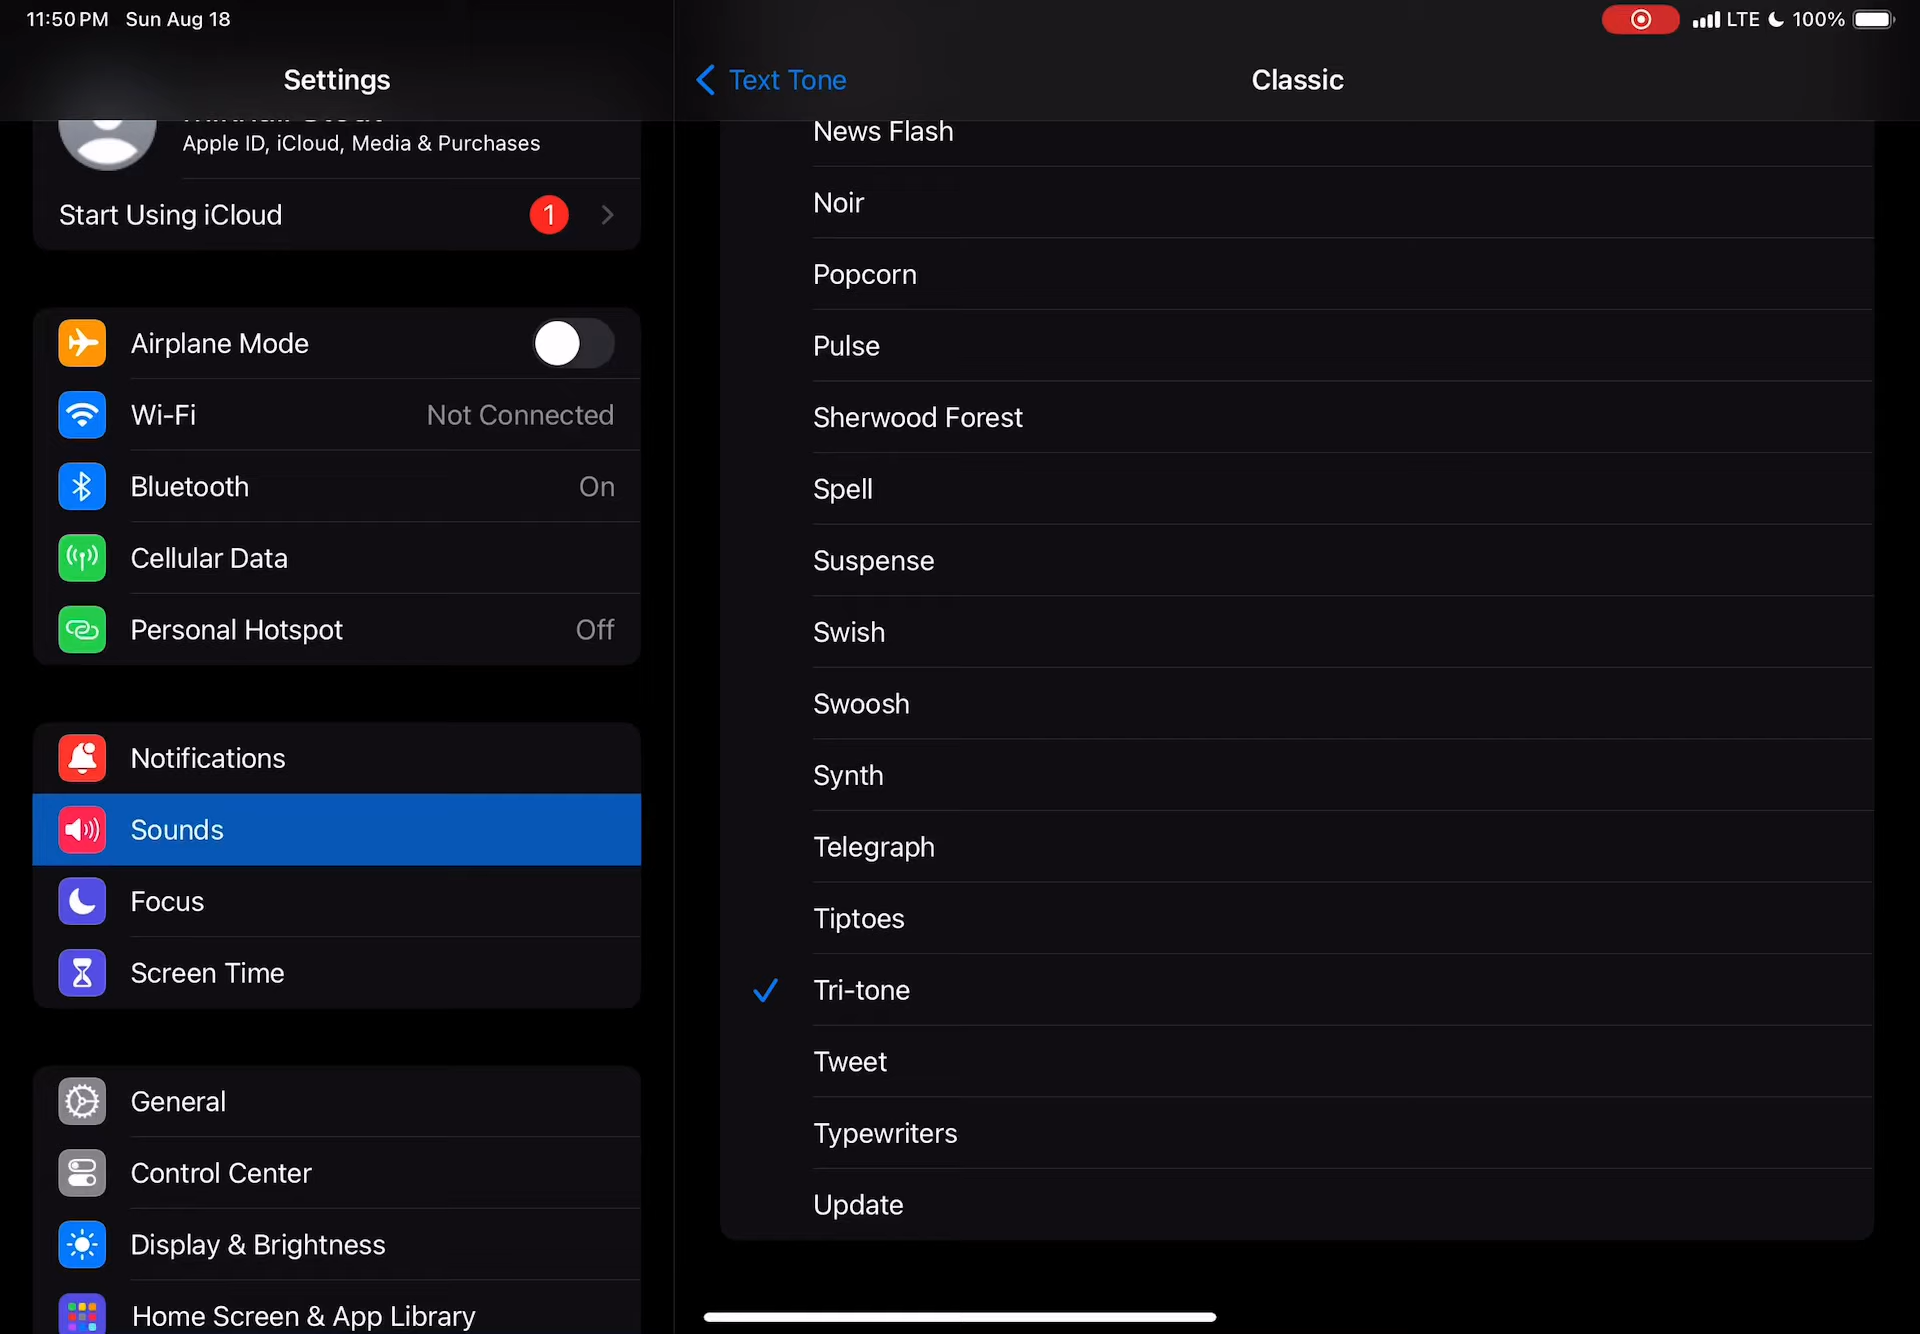 11:50 PM Sun Aug 18
LTE 100%
Settings
Apple ID, iCloud, Media & Purchases
Start Using iCloud 1
Airplane Mode
Wi-Fi Not Connected
Bluetooth On
Cellular Data
Personal Hotspot Off
Notifications
Sounds
Focus
Screen Time
General
Control Center
Display & Brightness
Home Screen & App Library
Text Tone
Classic
News Flash
Noir
Popcorn
Pulse
Sherwood Forest
Spell
Suspense
Swish
Swoosh
Synth
Telegraph
Tiptoes
Tri-tone
Tweet
Typewriters
Update